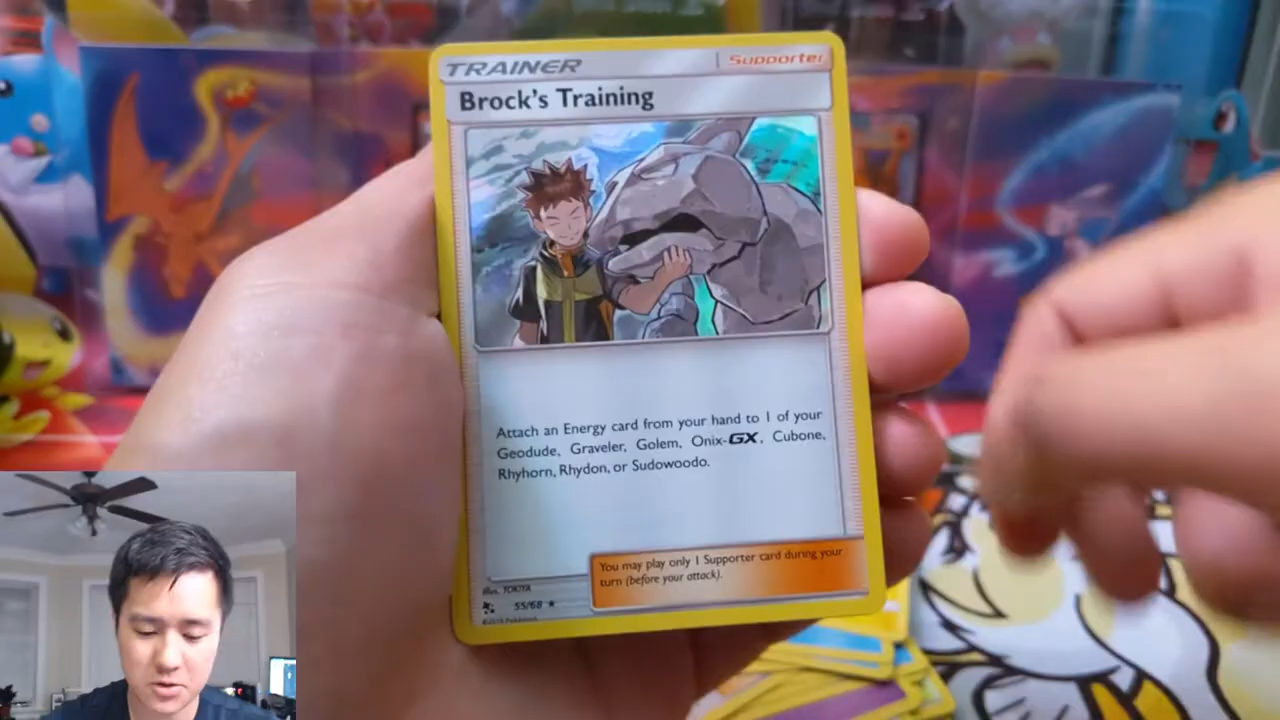 TRAINER
Supporter
Brock's Training
Attach an Energy card from your hand to 1 of your
Geodude, Graveler, Golem, Onix-GX, Cubone,
Rhyhorn, Rhydon, or Sudowoodo.
You may play only 1 Supporter card during your
turn (before your attack).
illus. TOKIYA
55/68